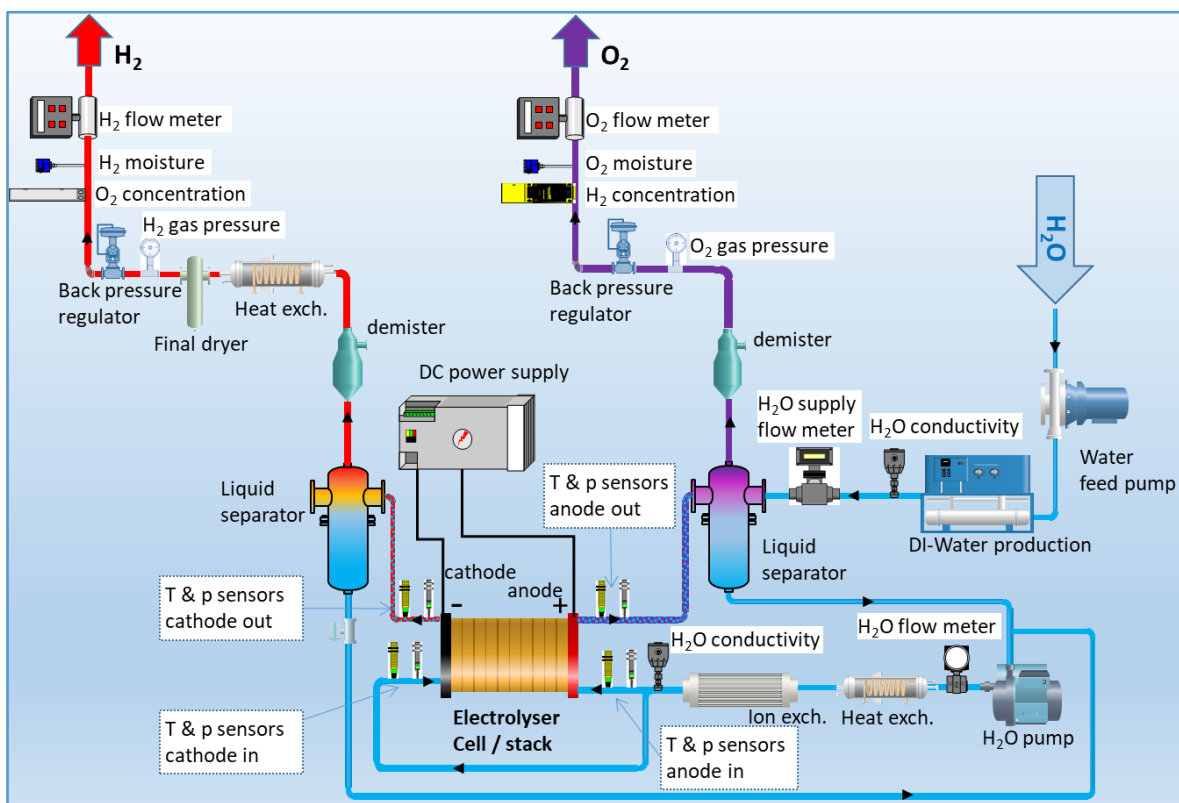 H₂
O₂
H₂ flow meter
O₂ flow meter
H₂ moisture
O₂ moisture
O₂ concentration
H₂ concentration
H₂O
H₂ gas pressure
O₂ gas pressure
Back pressure
regulator
Heat exch.
Final dryer
Back pressure
regulator
demister
demister
DC power supply
H₂O supply
flow meter
H₂O conductivity
Water
feed pump
Liquid
separator
T & p sensors
anode out
DI-Water production
Liquid
separator
cathode
anode
-
+
T & p sensors
cathode out
H₂O conductivity
H₂O flow meter
T & p sensors
cathode in
Electrolyser
Cell / stack
T & p sensors
anode in
Ion exch.
Heat exch.
H₂O pump